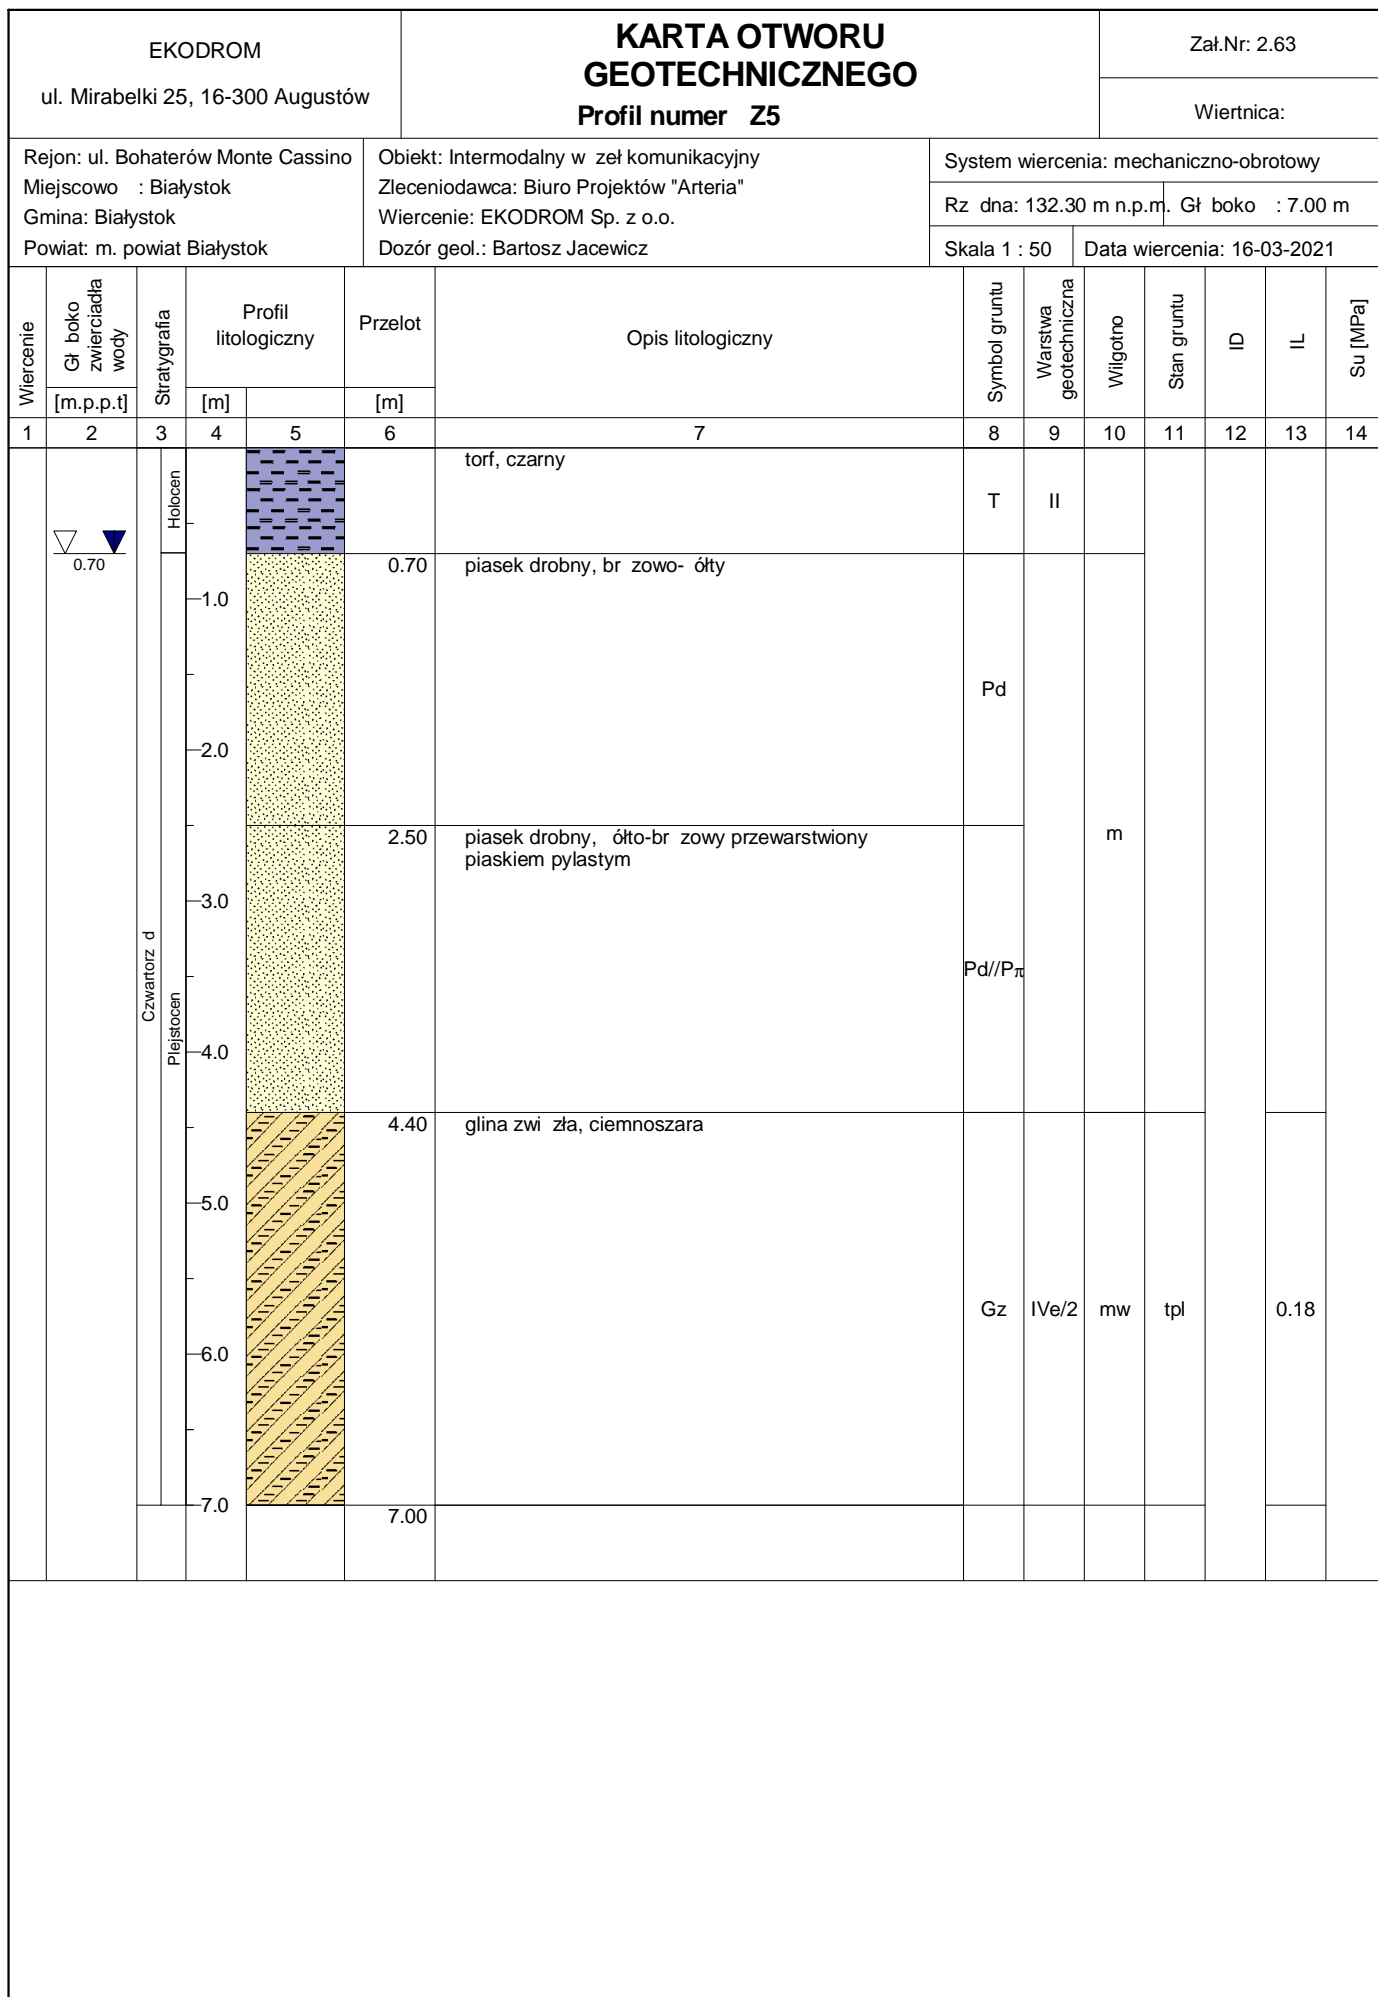 EKODROM
ul. Mirabelki 25, 16-300 Augustów
KARTA OTWORU
GEOTECHNICZNEGO
Profil numer Z5
Zał.Nr: 2.63
Wiertnica:
Rejon: ul. Bohaterów Monte Cassino
Miejscowo : Białystok
Gmina: Białystok
Powiat: m. powiat Białystok
Obiekt: Intermodalny w zeł komunikacyjny
Zleceniodawca: Biuro Projektów "Arteria"
Wiercenie: EKODROM Sp. z o.o.
Dozór geol.: Bartosz Jacewicz
System wiercenia: mechaniczno-obrotowy
Rz dna: 132.30 m n.p.m. Gł boko : 7.00 m
Skala 1 : 50 Data wiercenia: 16-03-2021
Wiercenie
Gł boko
zwierciadła
wody
[m.p.p.t]
Stratygrafia
Profil
litologiczny
[m]
Przelot
[m]
Opis litologiczny
Symbol gruntu
Warstwa
geotechniczna
Wilgotno
Stan gruntu
ID
IL
Su [MPa]
1 2 3 4 5 6 7 8 9 10 11 12 13 14
Holocen
torf, czarny
T II
0.70
0.70 piasek drobny, br zowo- ółty
1.0
Pd
2.0
2.50 piasek drobny, ółto-br zowy przewarstwiony
piaskiem pylastym
m
3.0
Czwartorz d
Plejstocen
Pd//Pπ
4.0
4.40 glina zwi zła, ciemnoszara
5.0
Gz IVe/2 mw tpl 0.18
6.0
7.0
7.00